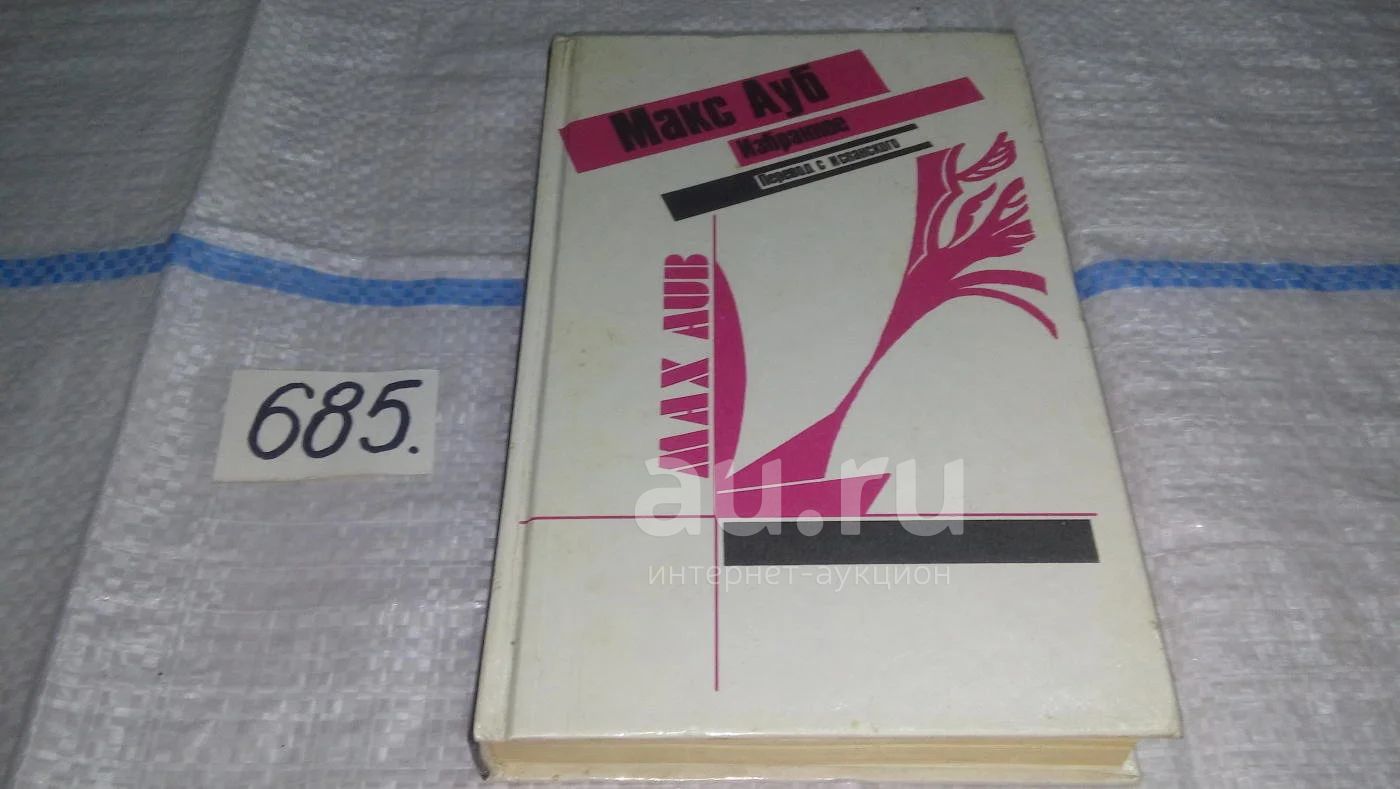 Макс Ауб
Избранное
Перевод с испанского
MAX AUB
685.
au.ru
интернет-аукцион